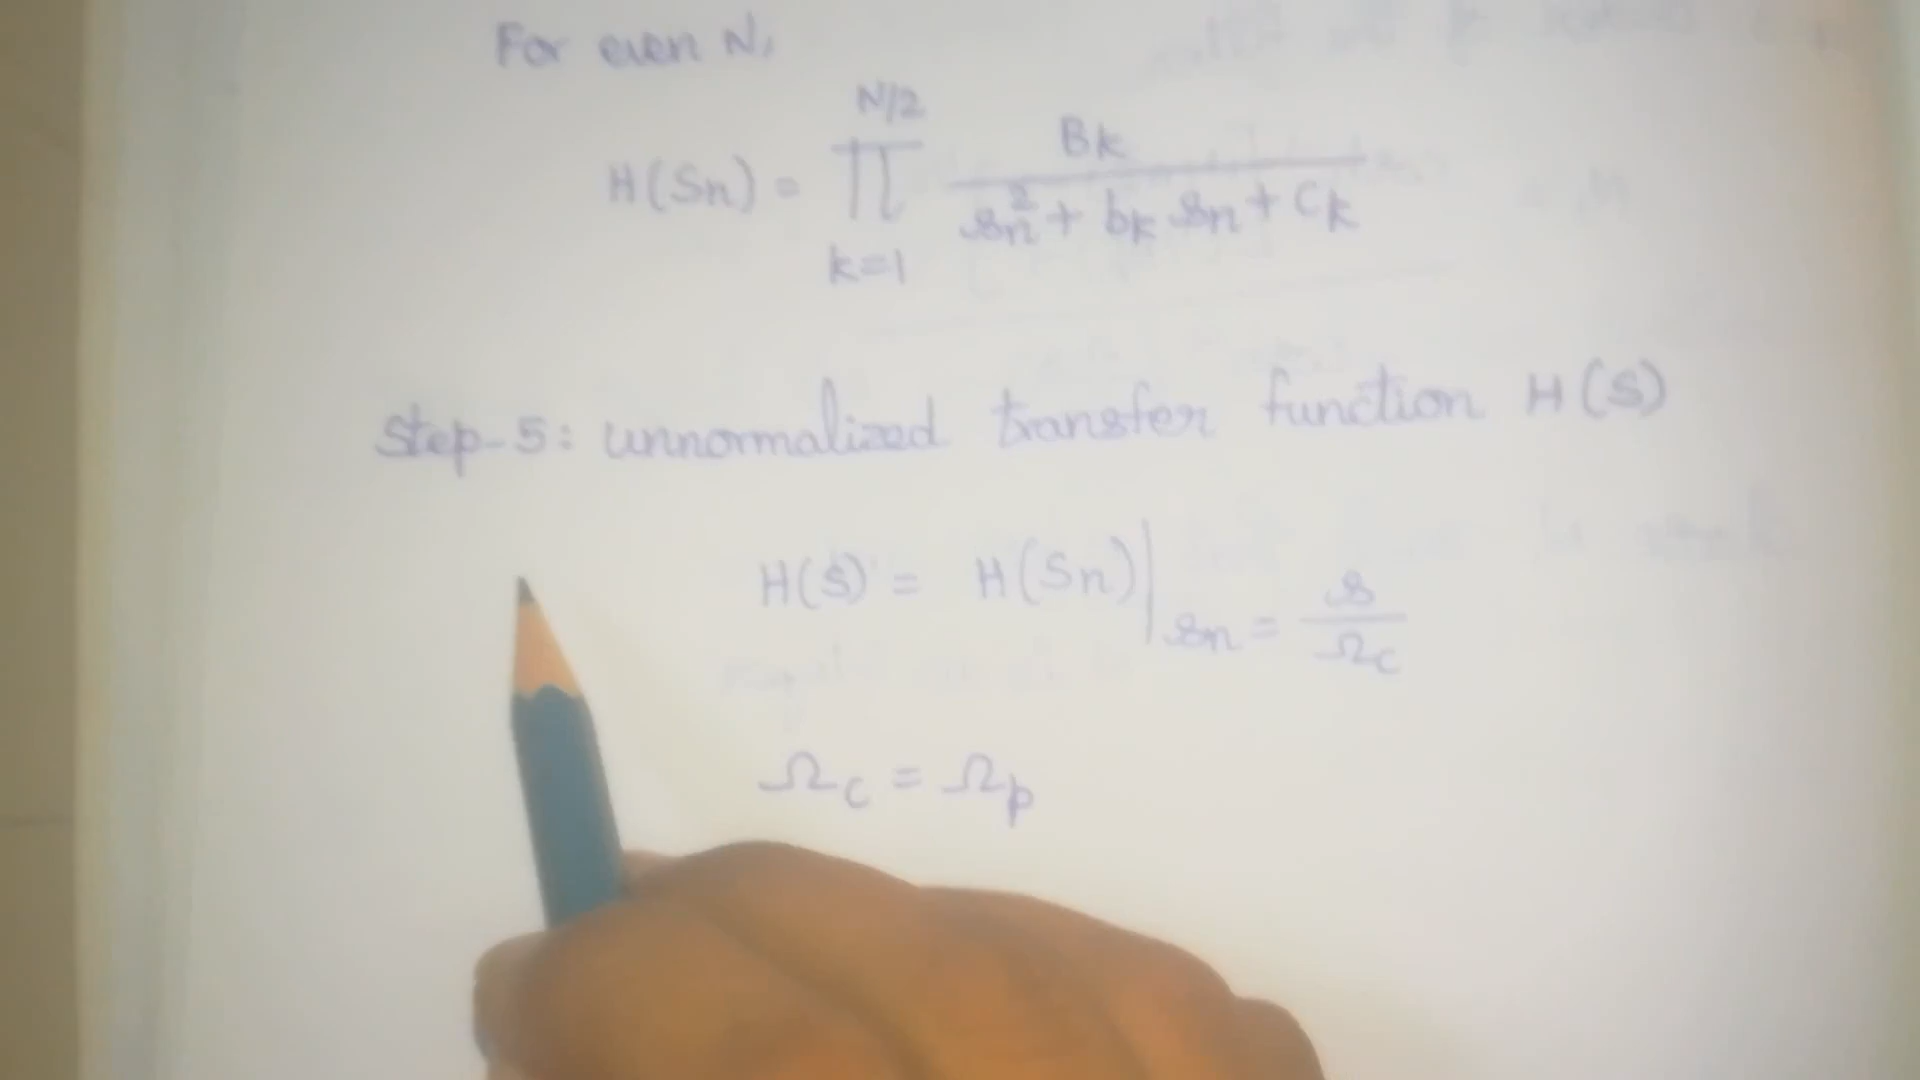 For even N,
N/2
H(Sn) = ∏ Bk / sn² + bk sn + Ck
k=1
Step-5: unnormalized transfer function H(S)
H(S) = H(Sn)| sn = s / Ωc
Ωc = Ωp